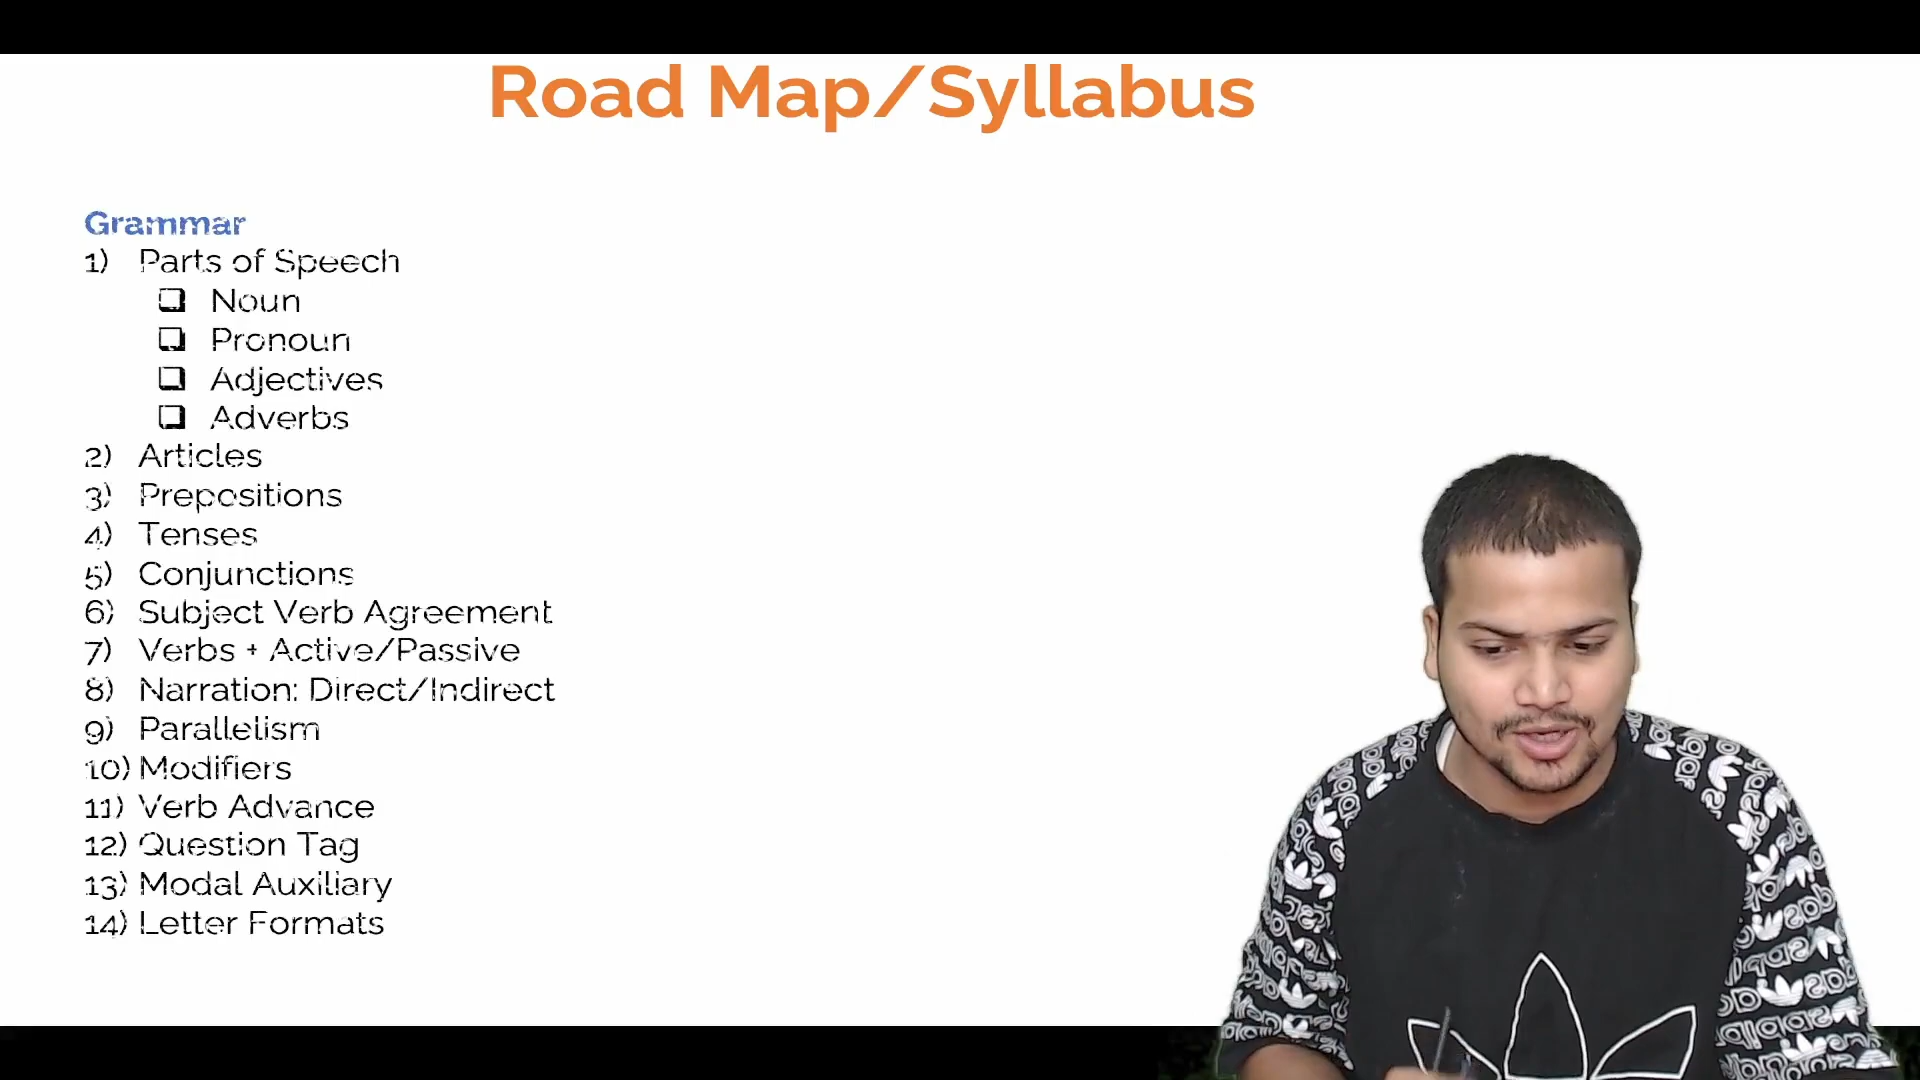 Road Map/Syllabus
Grammar
1) Parts of Speech
❑ Noun
❑ Pronoun
❑ Adjectives
❑ Adverbs
2) Articles
3) Prepositions
4) Tenses
5) Conjunctions
6) Subject Verb Agreement
7) Verbs + Active/Passive
8) Narration: Direct/Indirect
9) Parallelism
10) Modifiers
11) Verb Advance
12) Question Tag
13) Modal Auxiliary
14) Letter Formats